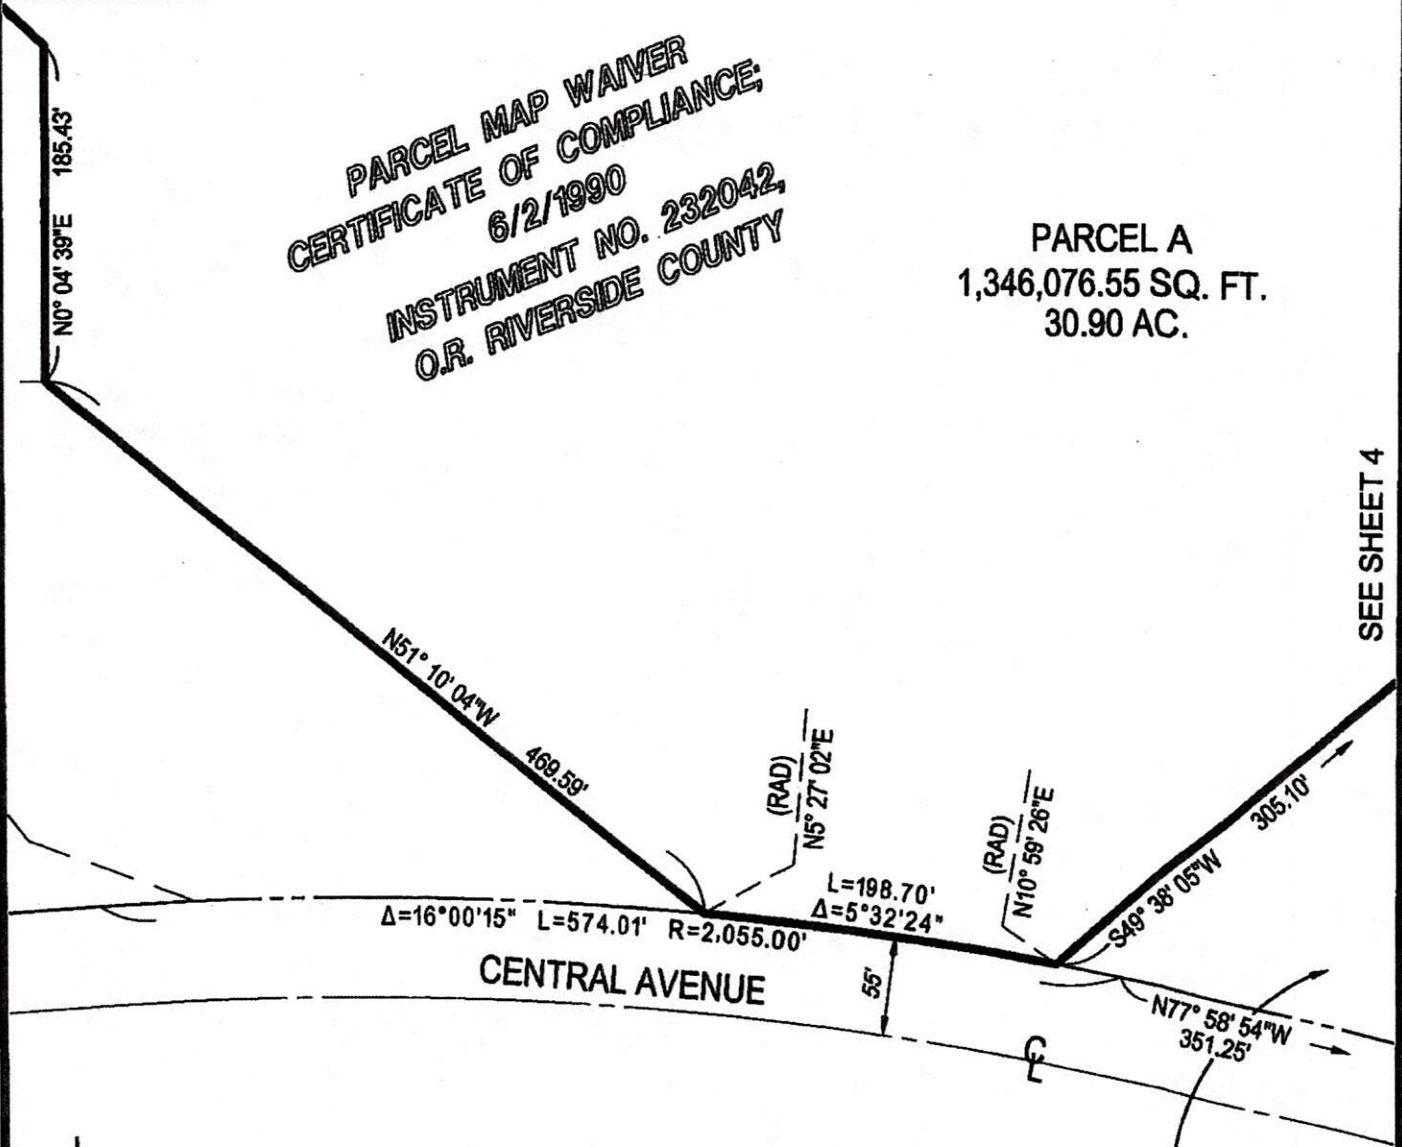 PARCEL MAP WAIVER
CERTIFICATE OF COMPLIANCE;
6/2/1990
INSTRUMENT NO. 232042,
O.R. RIVERSIDE COUNTY
PARCEL A
1,346,076.55 SQ. FT.
30.90 AC.
N0° 04' 39"E 185.43'
SEE SHEET 4
N51° 10' 04"W 469.59'
(RAD)
N5° 27' 02"E
(RAD)
N10° 59' 26"E
L=198.70'
Δ=5°32'24"
S49° 38' 05"W 305.10'
Δ=16°00'15" L=574.01' R=2,055.00'
CENTRAL AVENUE
55'
N77° 58' 54"W
351.25'
CL